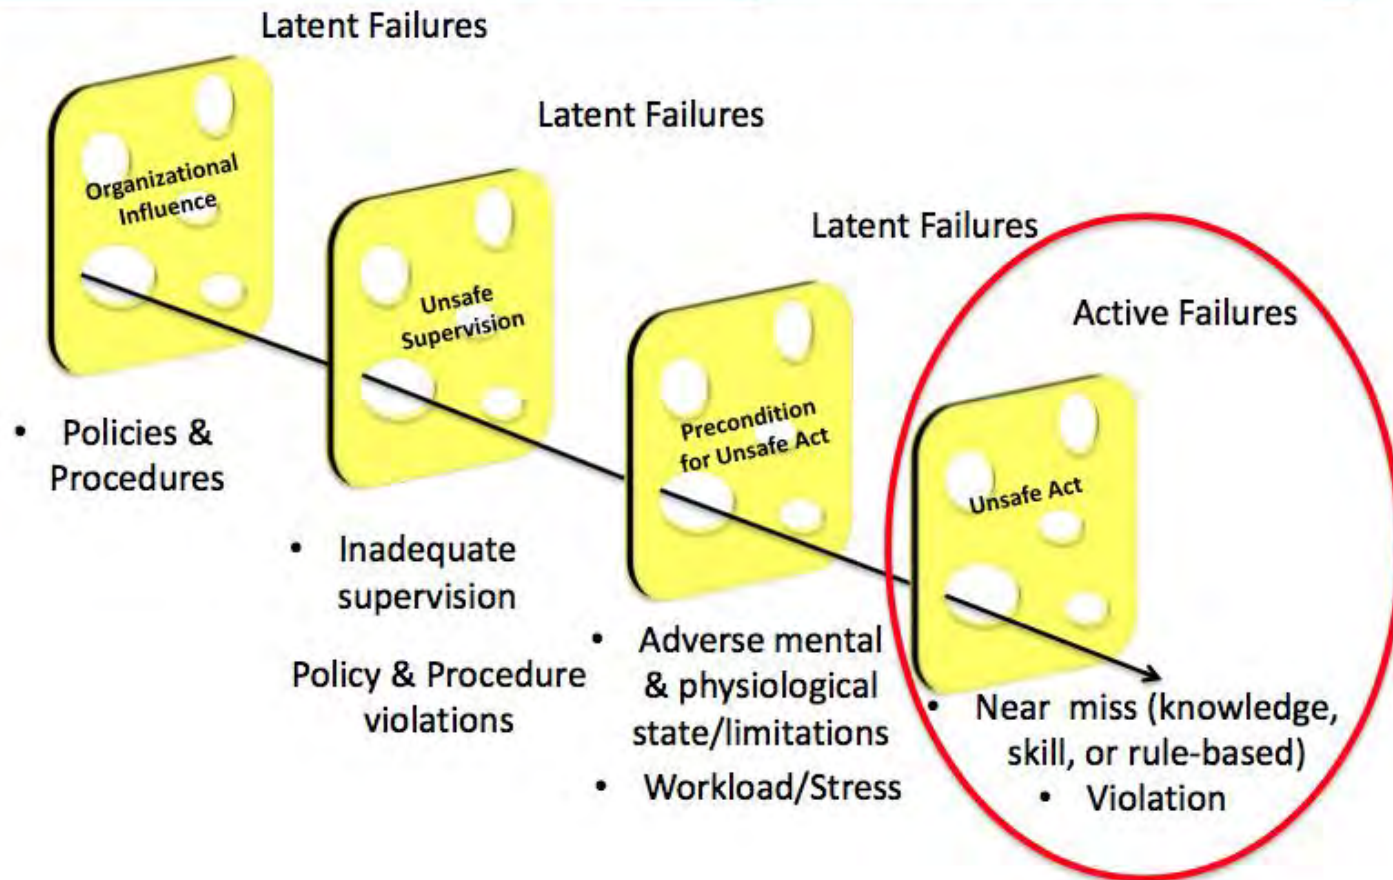 Latent Failures
Organizational
Influence
• Policies &
Procedures
Latent Failures
Unsafe
Supervision
• Inadequate
supervision
Policy & Procedure
violations
Latent Failures
Precondition
for Unsafe Act
• Adverse mental
& physiological
state/limitations
• Workload/Stress
Active Failures
Unsafe Act
• Near miss (knowledge,
skill, or rule-based)
• Violation